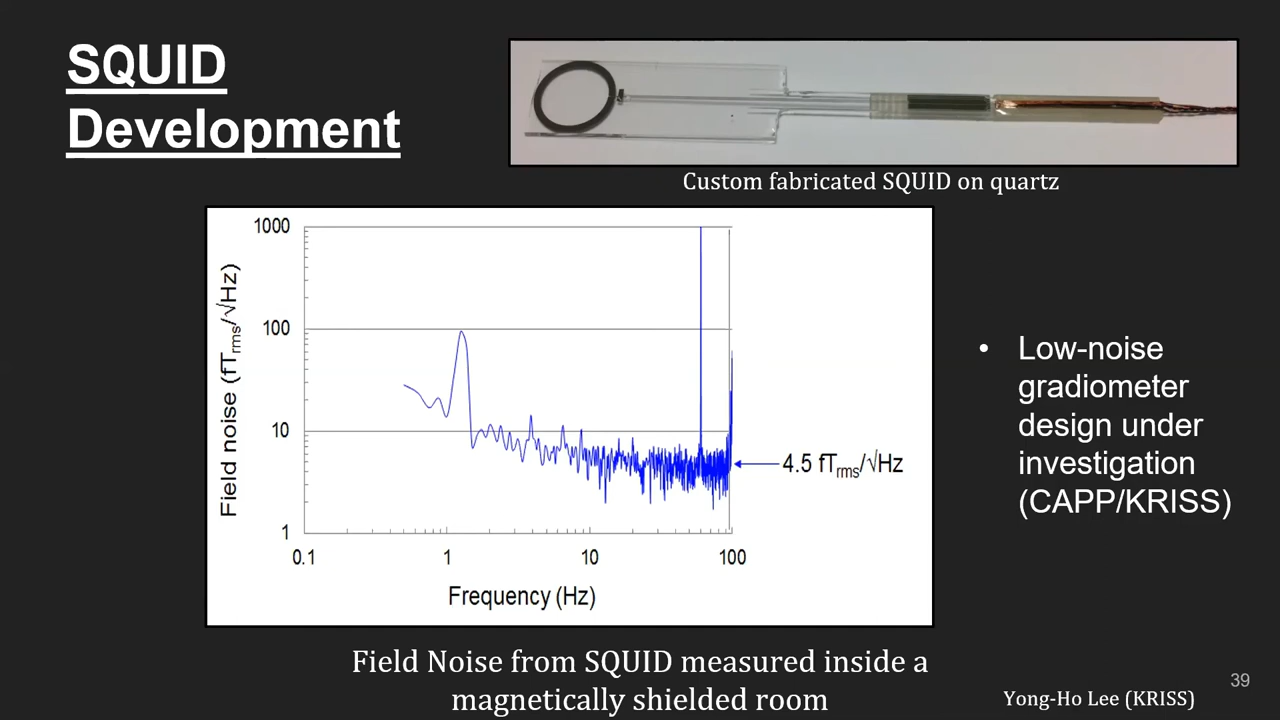 SQUID
Development
Custom fabricated SQUID on quartz
1000
100
10
1
Field noise (fTrms/√Hz)
0.1
1
10
100
Frequency (Hz)
4.5 fTrms/√Hz
• Low-noise
gradiometer
design under
investigation
(CAPP/KRISS)
Field Noise from SQUID measured inside a
magnetically shielded room
Yong-Ho Lee (KRISS)
39